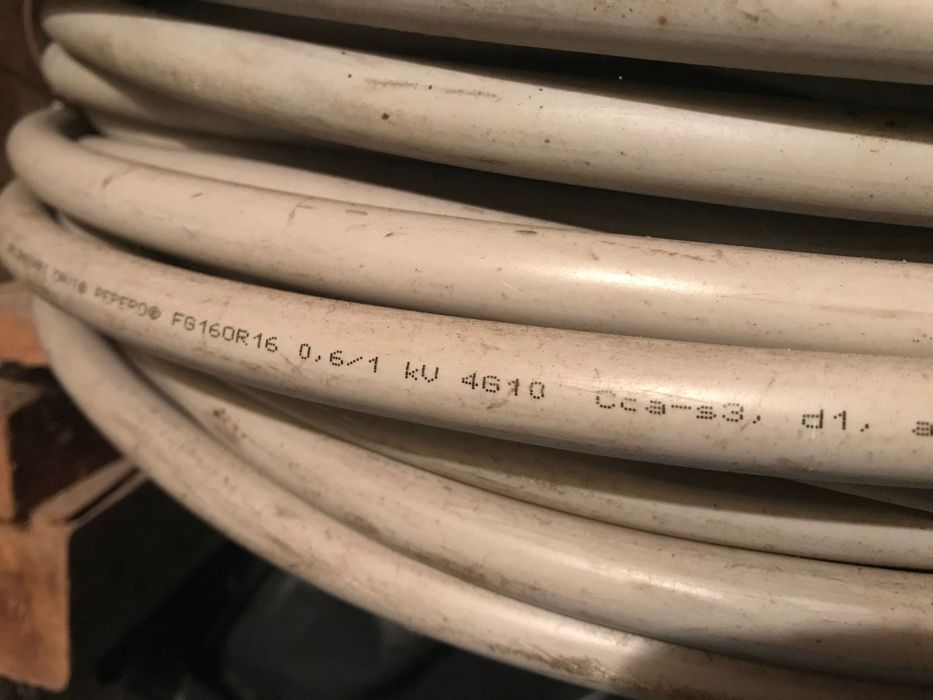 REPERO® FG16OR16 0,6/1 kV 4G10 Cca-s3, d1, a